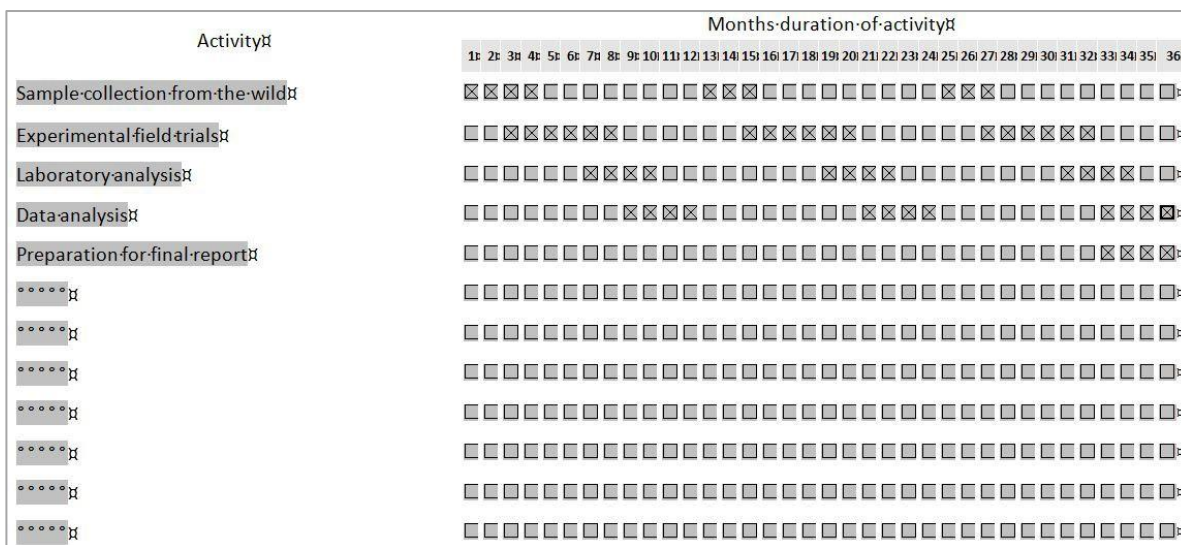 Activity¤
Months·duration·of·activity¤
1¤ 2¤ 3¤ 4¤ 5¤ 6¤ 7¤ 8¤ 9¤ 10¤ 11¤ 12¤ 13¤ 14¤ 15¤ 16¤ 17¤ 18¤ 19¤ 20¤ 21¤ 22¤ 23¤ 24¤ 25¤ 26¤ 27¤ 28¤ 29¤ 30¤ 31¤ 32¤ 33¤ 34¤ 35¤ 36
Sample·collection·from·the·wild¤
Experimental·field·trials¤
Laboratory·analysis¤
Data·analysis¤
Preparation·for·final·report¤
°°°°°¤
°°°°°¤
°°°°°¤
°°°°°¤
°°°°°¤
°°°°°¤
°°°°°¤